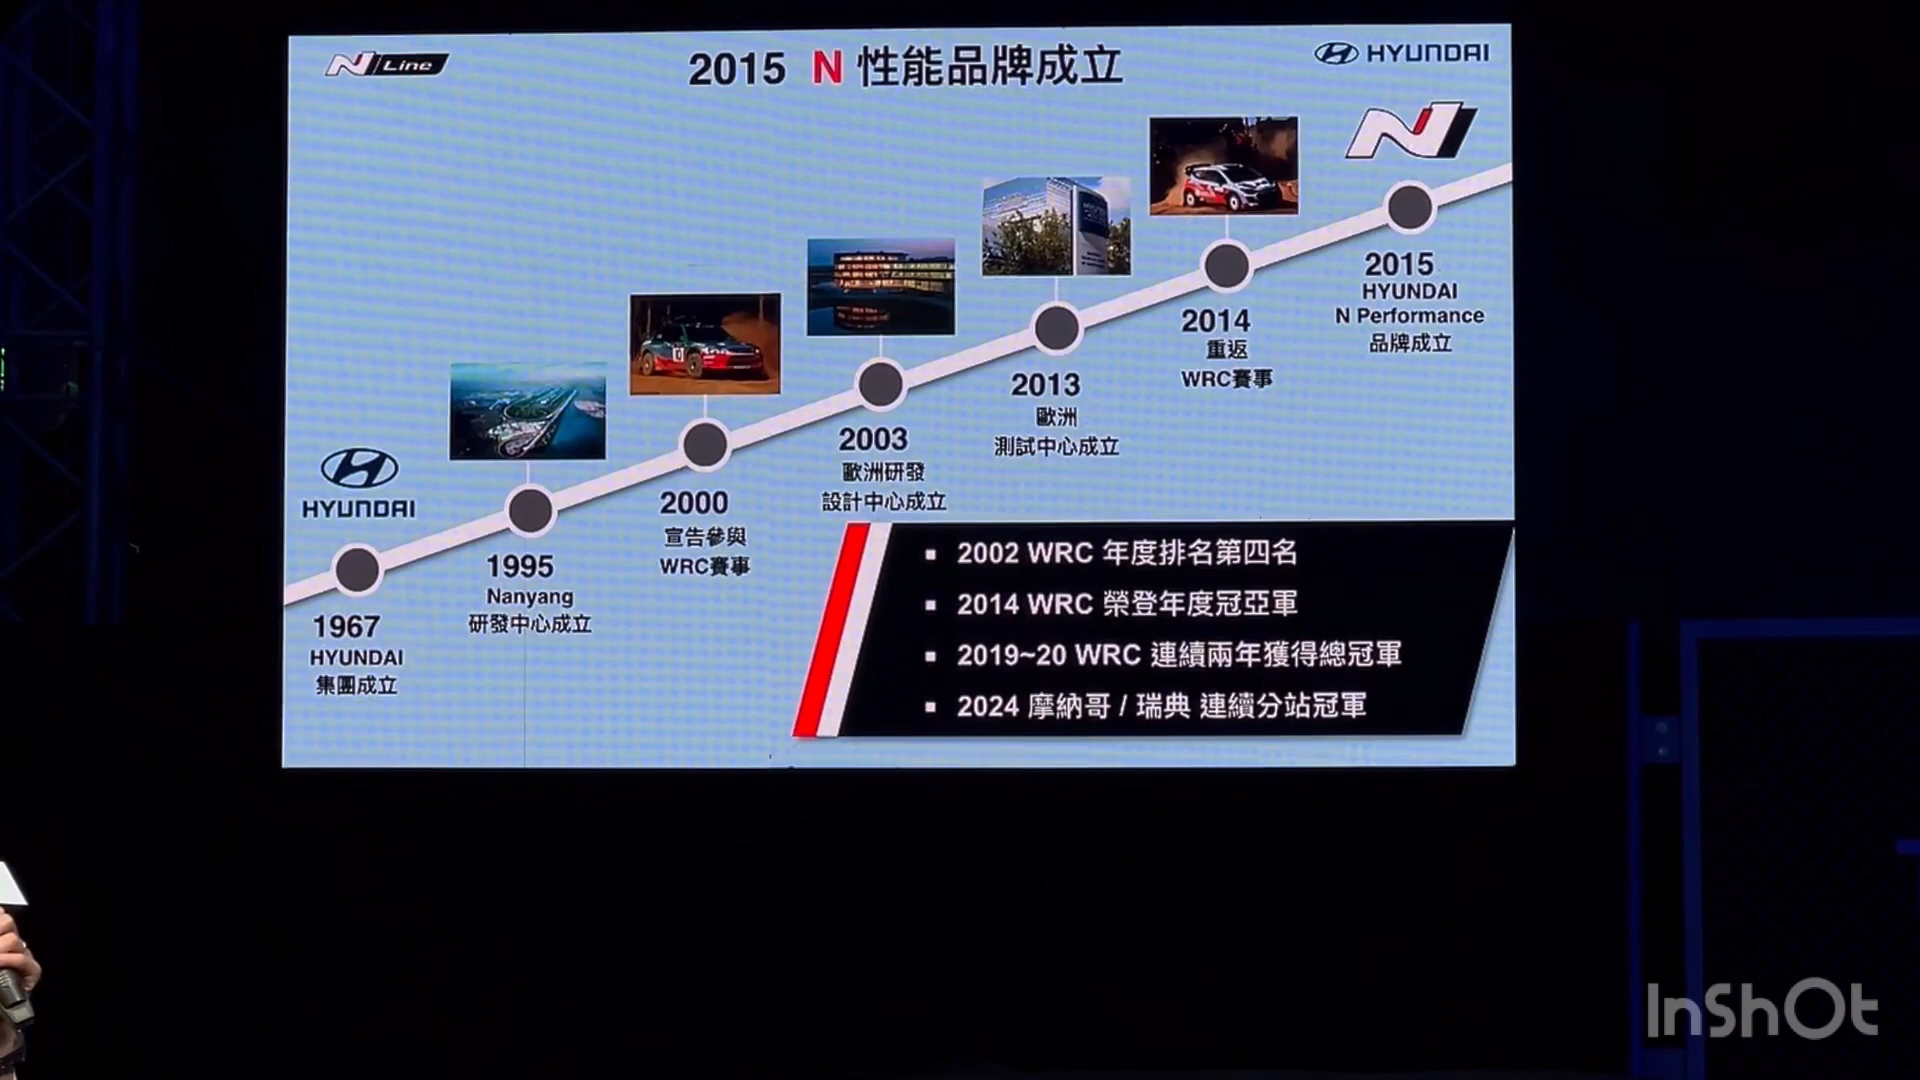 N Line
2015 N 性能品牌成立
HYUNDAI
N
HYUNDAI
1967
HYUNDAI
集團成立
1995
Nanyang
研發中心成立
2000
宣告參與
WRC賽事
2003
歐洲研發
設計中心成立
2013
歐洲
測試中心成立
2014
重返
WRC賽事
2015
HYUNDAI
N Performance
品牌成立
▪ 2002 WRC 年度排名第四名
▪ 2014 WRC 榮登年度冠亞軍
▪ 2019~20 WRC 連續兩年獲得總冠軍
▪ 2024 摩納哥 / 瑞典 連續分站冠軍
InShOt